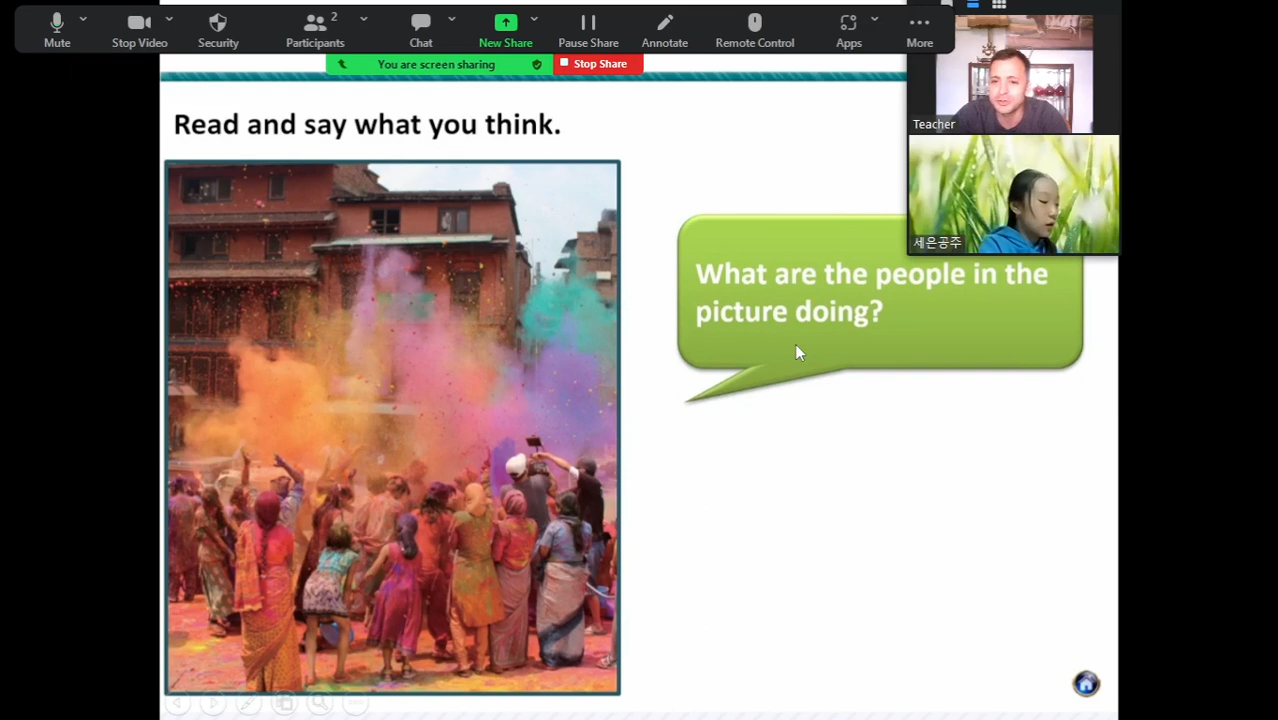 2
Mute
Stop Video
Security
Participants
Chat
New Share
Pause Share
Annotate
Remote Control
Apps
More
You are screen sharing
Stop Share
Teacher
세은공주
Read and say what you think.
What are the people in the
picture doing?